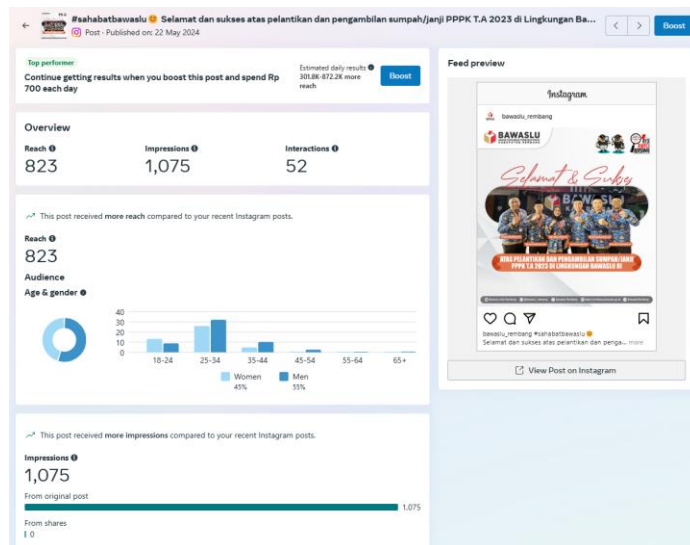 #sahabatbawaslu 😊 Selamat dan sukses atas pelantikan dan pengambilan sumpah/janji PPPK T.A 2023 di Lingkungan Ba...
Post · Published on: 22 May 2024
Boost
Top performer
Continue getting results when you boost this post and spend Rp
700 each day
Estimated daily results
301.8K-872.2K more
reach
Boost
Overview
Reach
823
Impressions
1,075
Interactions
52
This post received more reach compared to your recent Instagram posts.
Reach
823
Audience
Age & gender
40
30
20
10
0
18-24 25-34 35-44 45-54 55-64 65+
Women
45%
Men
55%
This post received more impressions compared to your recent Instagram posts.
Impressions
1,075
From original post
1,075
From shares
0
Feed preview
Instagram
bawaslu_rembang
BAWASLU
Selamat & Sukses
ATAS PELANTIKAN DAN PENGAMBILAN SUMPAH/JANJI
PPPK T.A 2023 DI LINGKUNGAN BAWASLU RI
bawaslu_rembang #sahabatbawaslu 😊
Selamat dan sukses atas pelantikan dan penga... more
View Post on Instagram